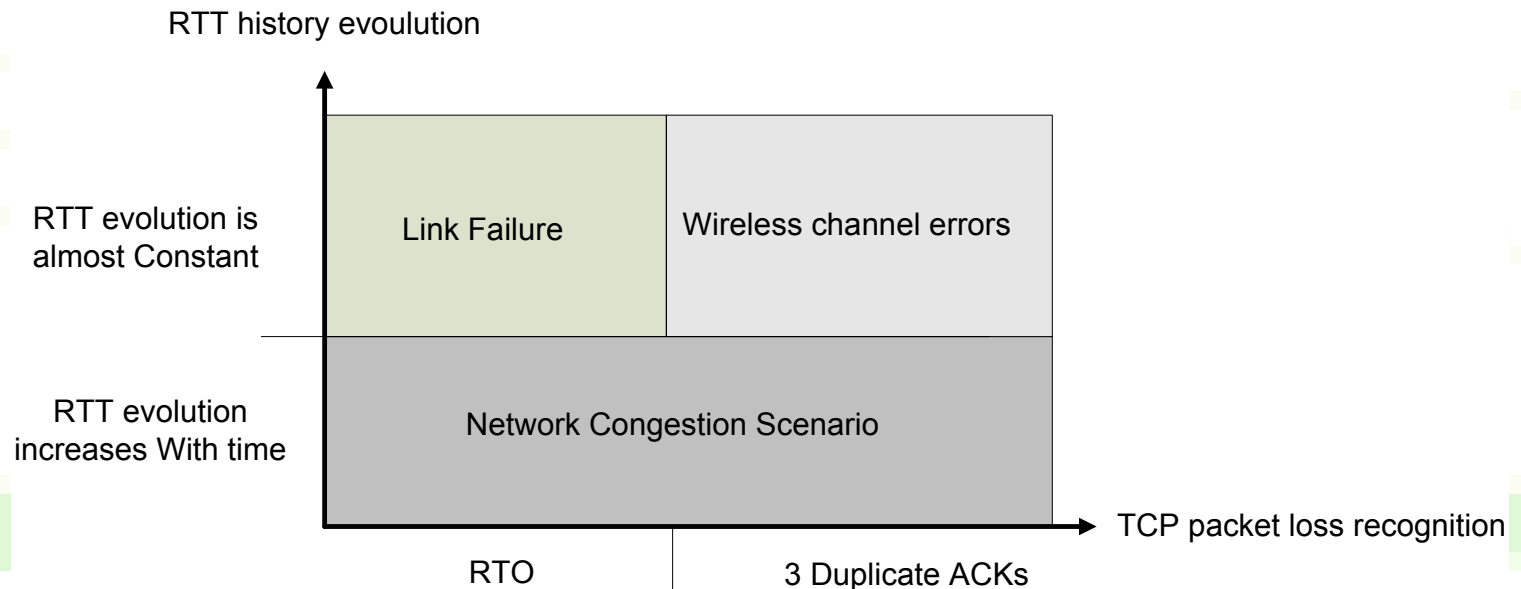 RTT history evoulution
RTT evolution is
almost Constant
Link Failure
Wireless channel errors
RTT evolution
increases With time
Network Congestion Scenario
TCP packet loss recognition
RTO
3 Duplicate ACKs